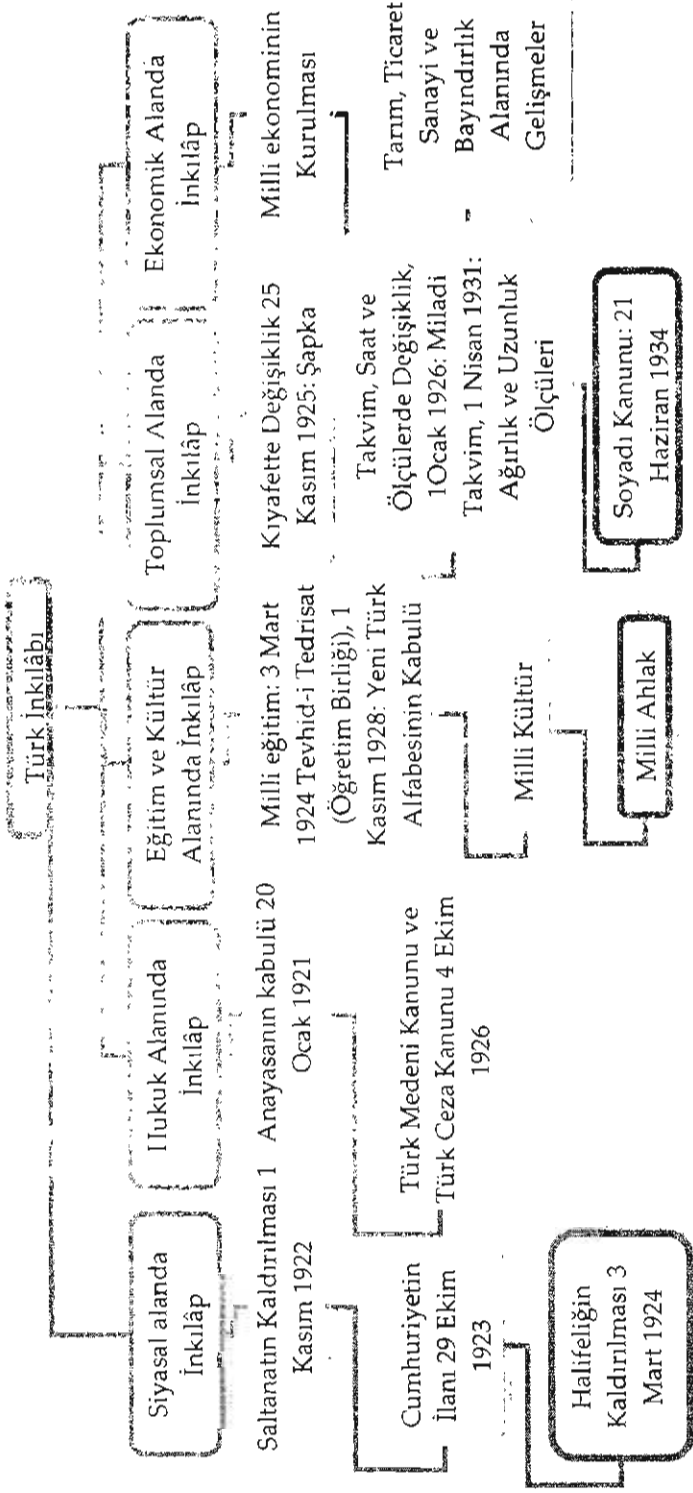 Türk İnkılâbı
Siyasal alanda
İnkılâp
Saltanatın Kaldırılması 1
Kasım 1922
Cumhuriyetin
İlanı 29 Ekim
1923
Halifeliğin
Kaldırılması 3
Mart 1924
Hukuk Alanında
İnkılâp
Anayasanın kabulü 20
Ocak 1921
Türk Medeni Kanunu ve
Türk Ceza Kanunu 4 Ekim
1926
Eğitim ve Kültür
Alanında İnkılâp
Milli eğitim: 3 Mart
1924 Tevhid-i Tedrisat
(Öğretim Birliği), 1
Kasım 1928: Yeni Türk
Alfabesinin Kabulü
Milli Kültür
Milli Ahlak
Toplumsal Alanda
İnkılâp
Kıyafette Değişiklik 25
Kasım 1925: Şapka
Takvim, Saat ve
Ölçülerde Değişiklik,
1Ocak 1926: Miladi
Takvim, 1 Nisan 1931:
Ağırlık ve Uzunluk
Ölçüleri
Soyadı Kanunu: 21
Haziran 1934
Ekonomik Alanda
İnkılâp
Milli ekonominin
Kurulması
Tarım, Ticaret
Sanayi ve
Bayındırlık
Alanında
Gelişmeler